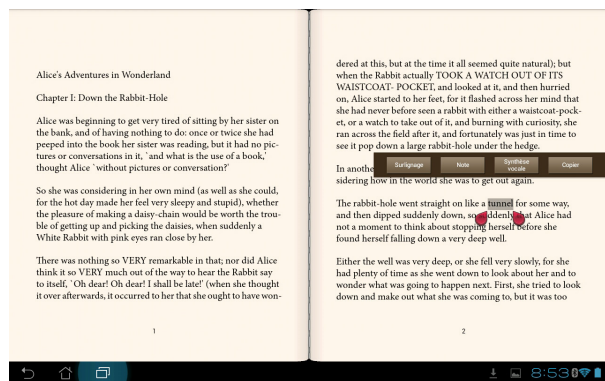 Alice's Adventures in Wonderland
Chapter I: Down the Rabbit-Hole
Alice was beginning to get very tired of sitting by her sister on
the bank, and of having nothing to do: once or twice she had
peeped into the book her sister was reading, but it had no pic-
tures or conversations in it, `and what is the use of a book,'
thought Alice `without pictures or conversation?'
So she was considering in her own mind (as well as she could,
for the hot day made her feel very sleepy and stupid), whether
the pleasure of making a daisy-chain would be worth the trou-
ble of getting up and picking the daisies, when suddenly a
White Rabbit with pink eyes ran close by her.
There was nothing so VERY remarkable in that; nor did Alice
think it so VERY much out of the way to hear the Rabbit say
to itself, `Oh dear! Oh dear! I shall be late!' (when she thought
it over afterwards, it occurred to her that she ought to have won-
1
dered at this, but at the time it all seemed quite natural); but
when the Rabbit actually TOOK A WATCH OUT OF ITS
WAISTCOAT- POCKET, and looked at it, and then hurried
on, Alice started to her feet, for it flashed across her mind that
she had never before seen a rabbit with either a waistcoat-pock-
et, or a watch to take out of it, and burning with curiosity, she
ran across the field after it, and fortunately was just in time to
see it pop down a large rabbit-hole under the hedge.
In anothe
Surlignage
Note
Synthèse
vocale
Copier
sidering how in the world she was to get out again.
The rabbit-hole went straight on like a tunnel for some way,
and then dipped suddenly down, so suddenly that Alice had
not a moment to think about stopping herself before she
found herself falling down a very deep well.
Either the well was very deep, or she fell very slowly, for she
had plenty of time as she went down to look about her and to
wonder what was going to happen next. First, she tried to look
down and make out what she was coming to, but it was too
2
8:53